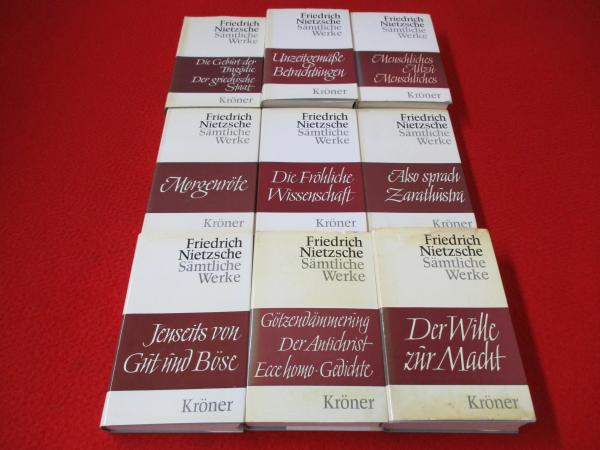 Friedrich
Nietzsche
Sämtliche
Werke
Die Geburt der
Tragödie
Der griechische
Staat
Kröner
Friedrich
Nietzsche
Sämtliche
Werke
Unzeitgemäße
Betrachtungen
Kröner
Friedrich
Nietzsche
Sämtliche
Werke
Menschliches
Allzu-
Menschliches
Kröner
Friedrich
Nietzsche
Sämtliche
Werke
Morgenröte
Kröner
Friedrich
Nietzsche
Sämtliche
Werke
Die Fröhliche
Wissenschaft
Kröner
Friedrich
Nietzsche
Sämtliche
Werke
Also sprach
Zarathustra
Kröner
Friedrich
Nietzsche
Sämtliche
Werke
Jenseits von
Gut und Böse
Kröner
Friedrich
Nietzsche
Sämtliche
Werke
Götzendämmerung
Der Antichrist
Ecce homo · Gedichte
Kröner
Friedrich
Nietzsche
Sämtliche
Werke
Der Wille
zur Macht
Kröner